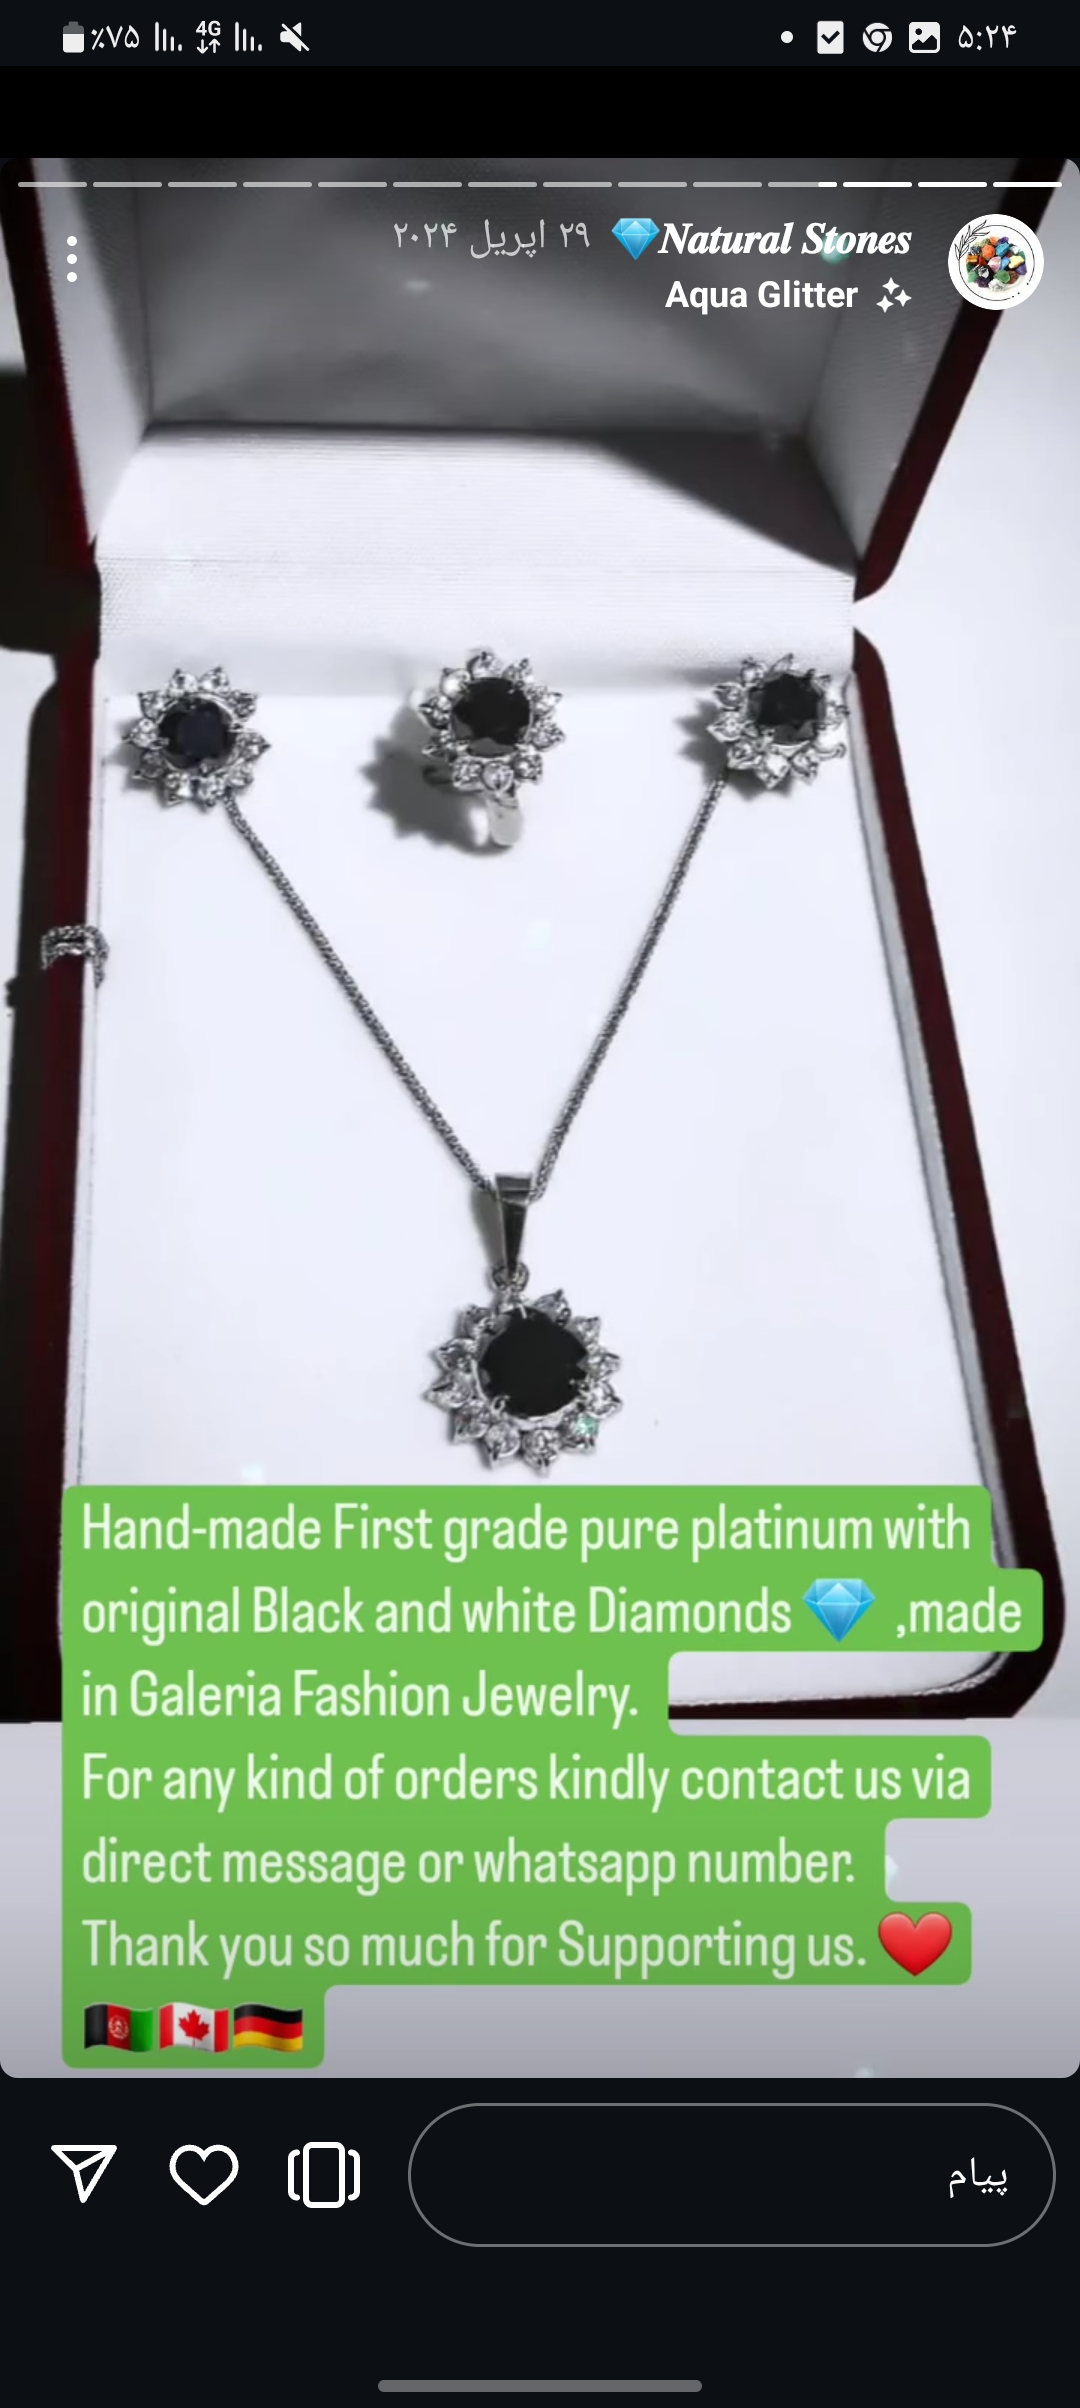 ٪۷۵ 4G ۵:۲۴
Natural Stones💎 ۲۹ اپریل ۲۰۲۴
Aqua Glitter
Hand-made First grade pure platinum with
original Black and white Diamonds 💎 ,made
in Galeria Fashion Jewelry.
For any kind of orders kindly contact us via
direct message or whatsapp number.
Thank you so much for Supporting us. ❤️
🇦🇫🇨🇦🇩🇪
پیام